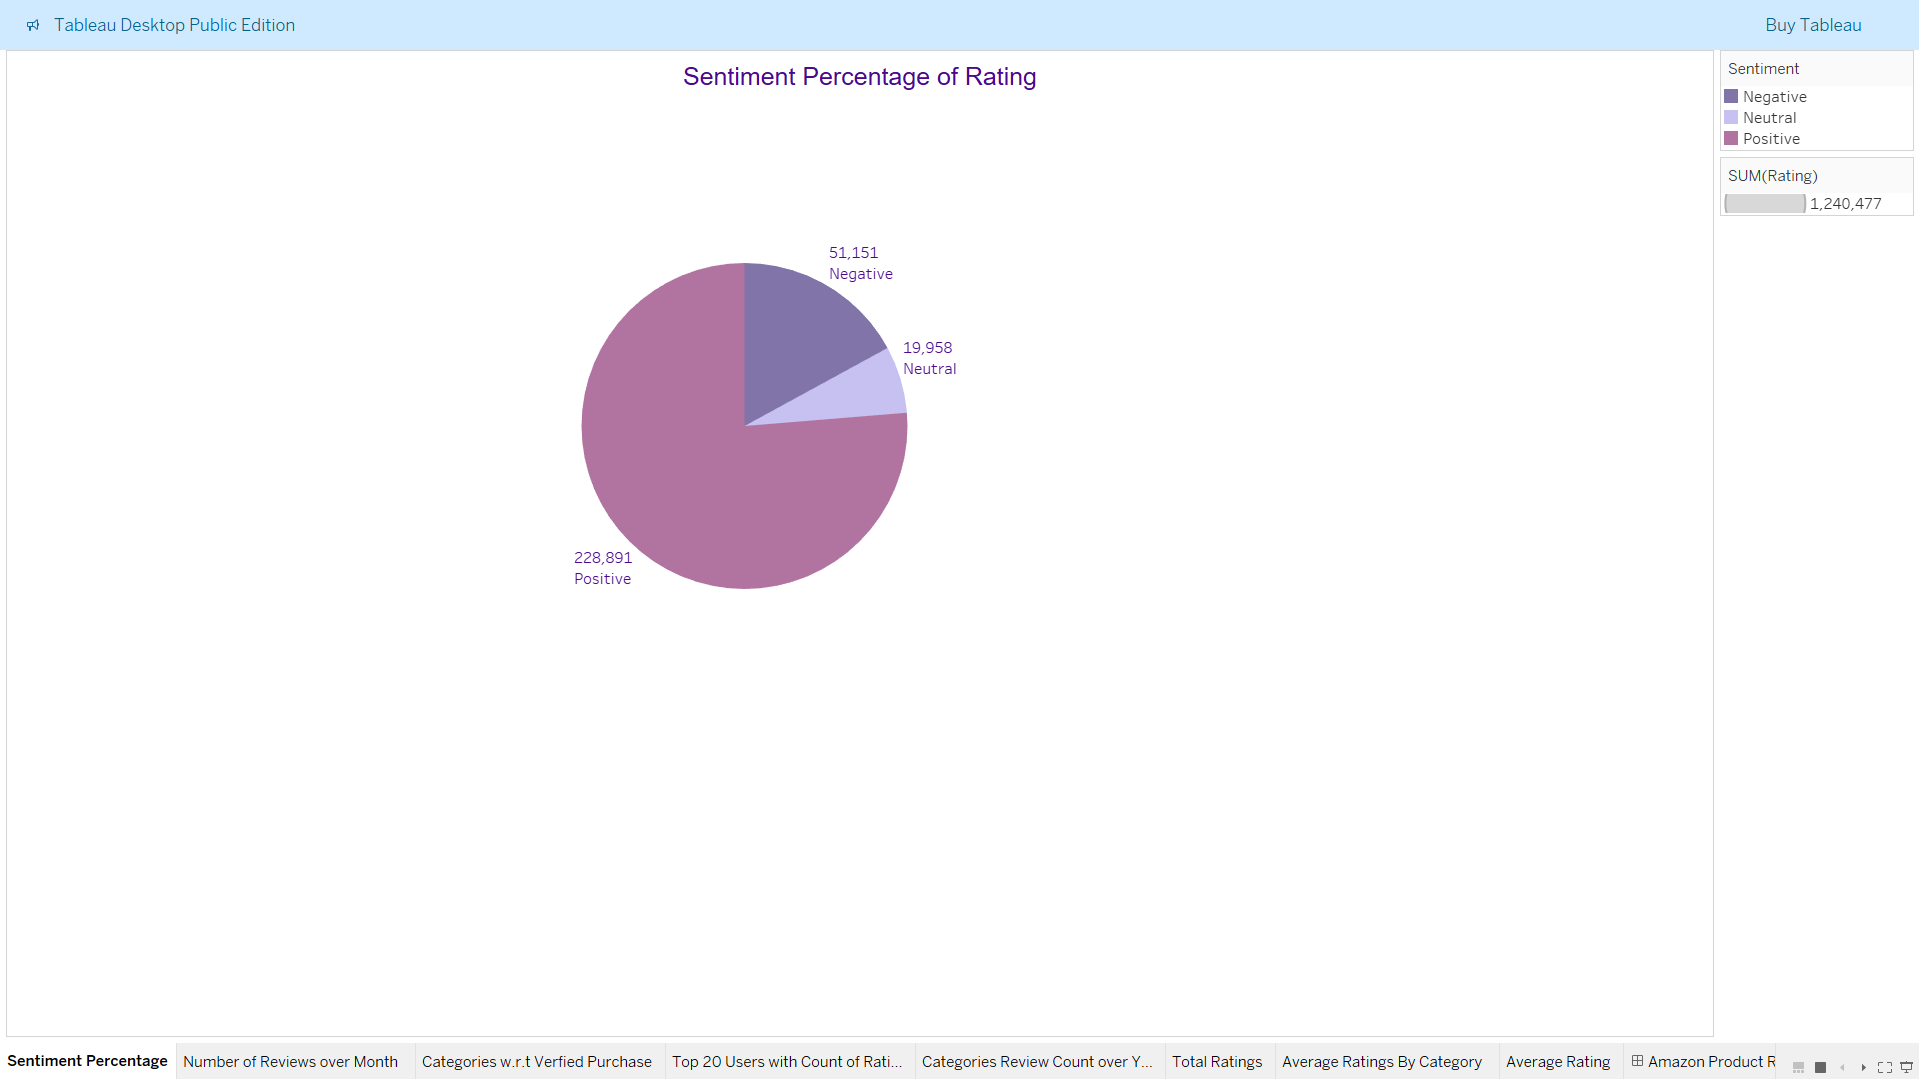 Tableau Desktop Public Edition
Buy Tableau
Sentiment Percentage of Rating
Sentiment
Negative
Neutral
Positive
SUM(Rating)
1,240,477
51,151
Negative
19,958
Neutral
228,891
Positive
Sentiment Percentage
Number of Reviews over Month
Categories w.r.t Verfied Purchase
Top 20 Users with Count of Rati...
Categories Review Count over Y...
Total Ratings
Average Ratings By Category
Average Rating
Amazon Product R